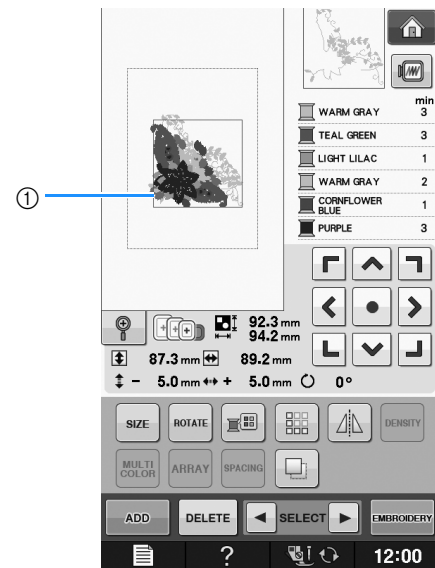 min
WARM GRAY 3
TEAL GREEN 3
LIGHT LILAC 1
WARM GRAY 2
CORNFLOWER
BLUE 1
PURPLE 3
①
92.3 mm
94.2 mm
87.3 mm 89.2 mm
- 5.0 mm + 5.0 mm 0°
SIZE ROTATE DENSITY
MULTI
COLOR ARRAY SPACING
ADD DELETE SELECT EMBROIDERY
? 12:00